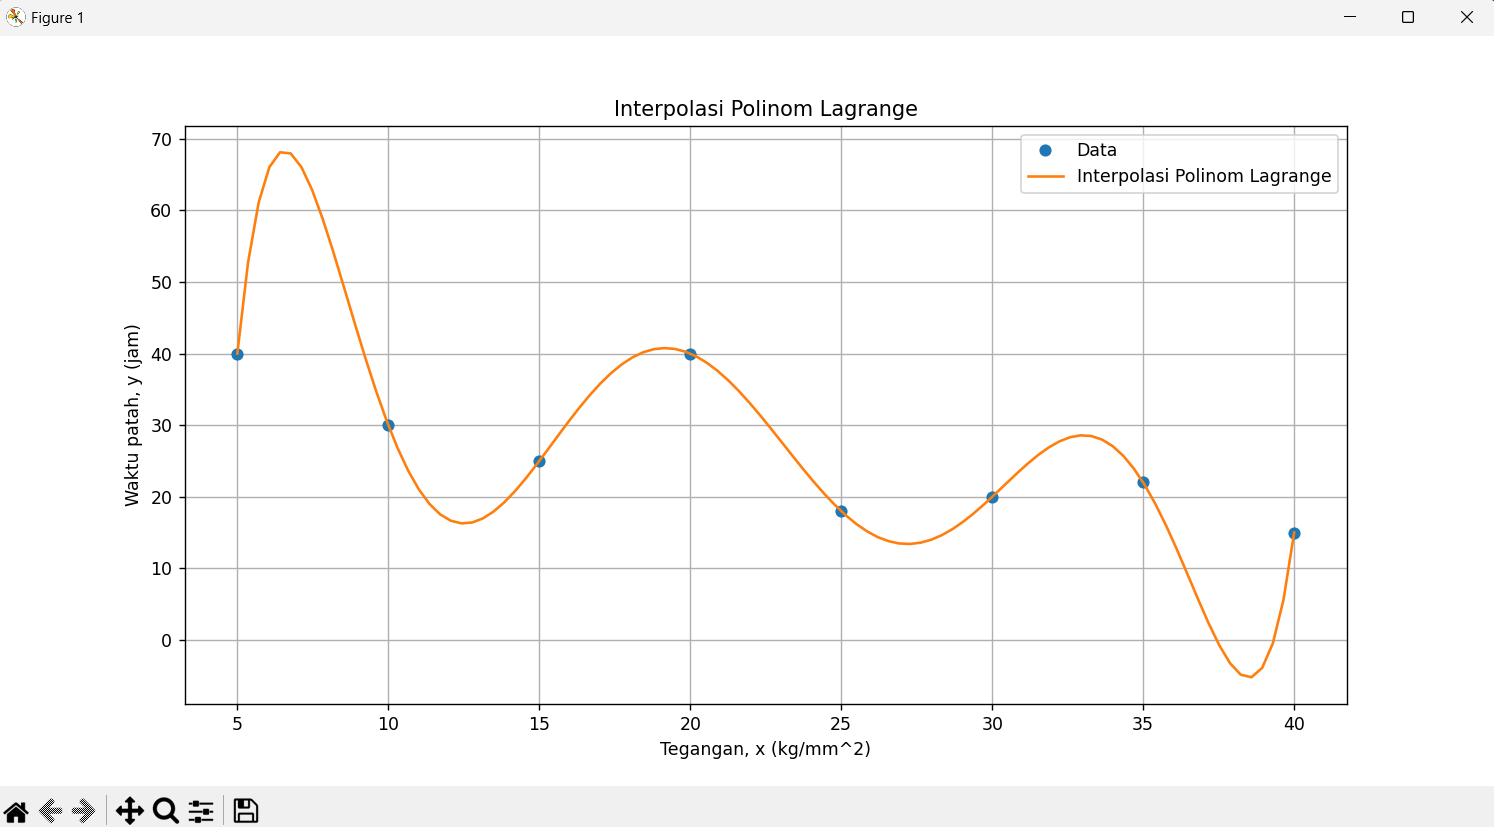 Figure 1
Interpolasi Polinom Lagrange
Data
Interpolasi Polinom Lagrange
Waktu patah, y (jam)
70
60
50
40
30
20
10
0
5 10 15 20 25 30 35 40
Tegangan, x (kg/mm^2)